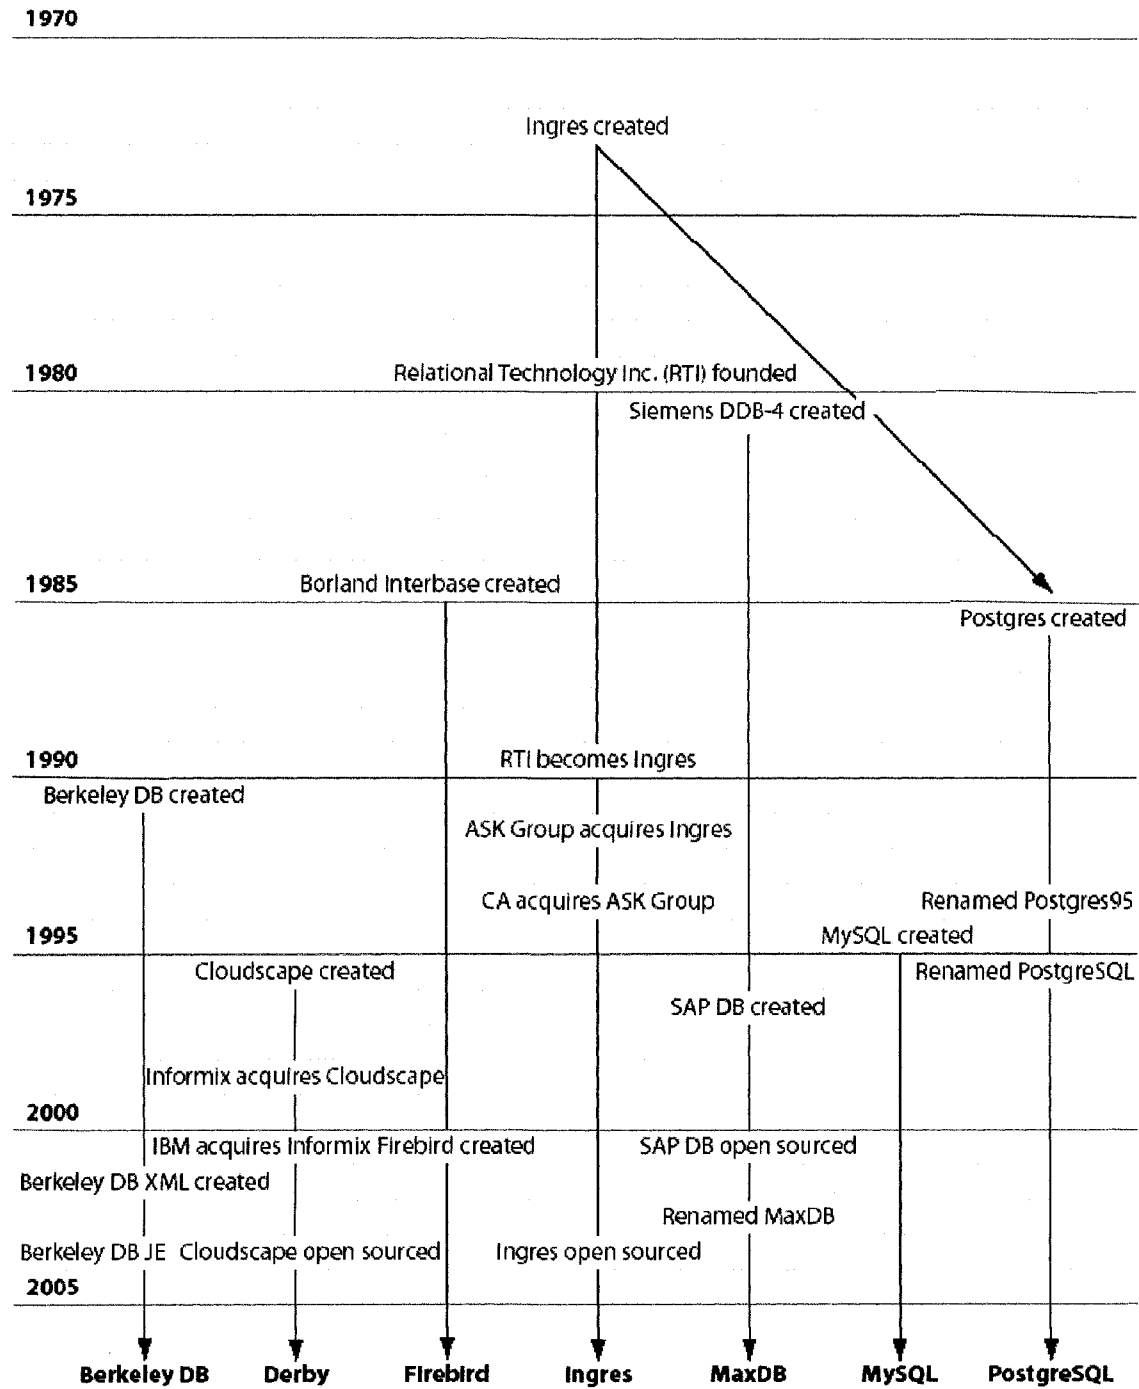 1970
Ingres created
1975
1980
Relational Technology Inc. (RTI) founded
Siemens DDB-4 created
1985
Borland Interbase created
Postgres created
1990
RTI becomes Ingres
Berkeley DB created
ASK Group acquires Ingres
CA acquires ASK Group
Renamed Postgres95
1995
MySQL created
Cloudscape created
Renamed PostgreSQL
SAP DB created
Informix acquires Cloudscape
2000
IBM acquires Informix
Firebird created
SAP DB open sourced
Berkeley DB XML created
Renamed MaxDB
Berkeley DB JE
Cloudscape open sourced
Ingres open sourced
2005
Berkeley DB
Derby
Firebird
Ingres
MaxDB
MySQL
PostgreSQL